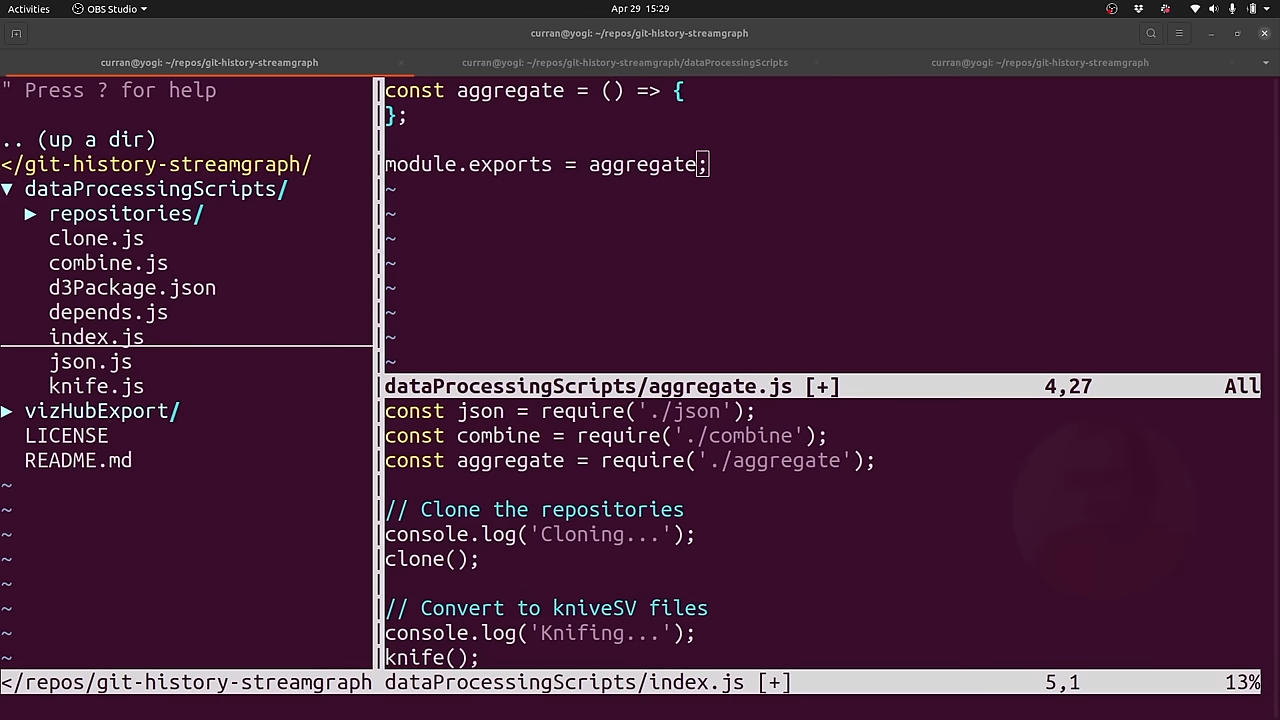 Activities
OBS Studio
Apr 29 15:29
curran@yogi: ~/repos/git-history-streamgraph
curran@yogi: ~/repos/git-history-streamgraph
curran@yogi: ~/repos/git-history-streamgraph/dataProcessingScripts
curran@yogi: ~/repos/git-history-streamgraph
" Press ? for help
.. (up a dir)
</git-history-streamgraph/
▼ dataProcessingScripts/
▶ repositories/
clone.js
combine.js
d3Package.json
depends.js
index.js
json.js
knife.js
▶ vizHubExport/
LICENSE
README.md
~
~
~
~
~
~
~
~
</repos/git-history-streamgraph
const aggregate = () => {
};
module.exports = aggregate;
~
~
~
~
~
~
~
~
dataProcessingScripts/aggregate.js [+] 4,27 All
const json = require('./json');
const combine = require('./combine');
const aggregate = require('./aggregate');
// Clone the repositories
console.log('Cloning...');
clone();
// Convert to kniveSV files
console.log('Knifing...');
knife();
dataProcessingScripts/index.js [+] 5,1 13%